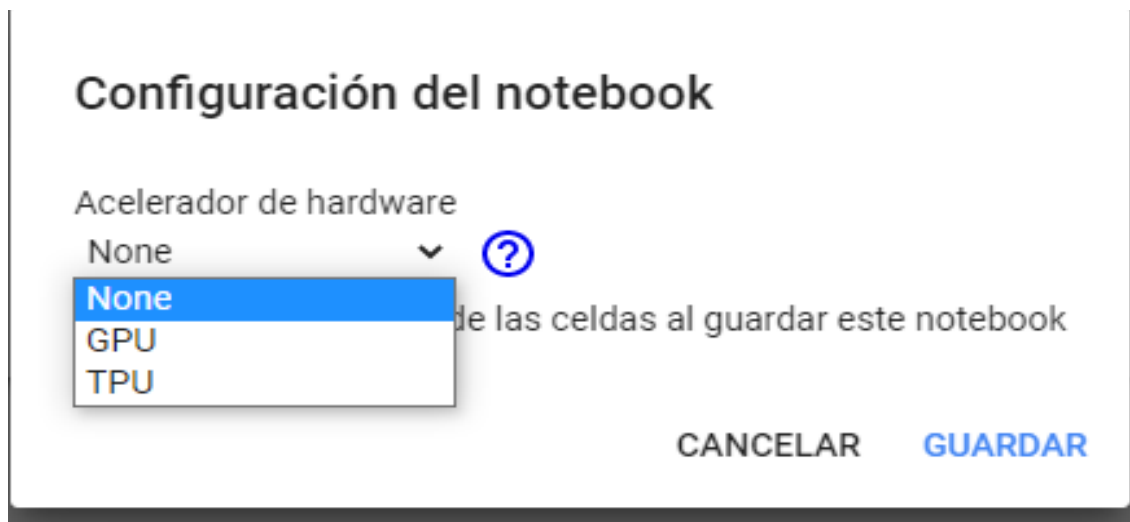 Configuración del notebook
Acelerador de hardware
None
?
None
GPU
TPU
de las celdas al guardar este notebook
CANCELAR
GUARDAR